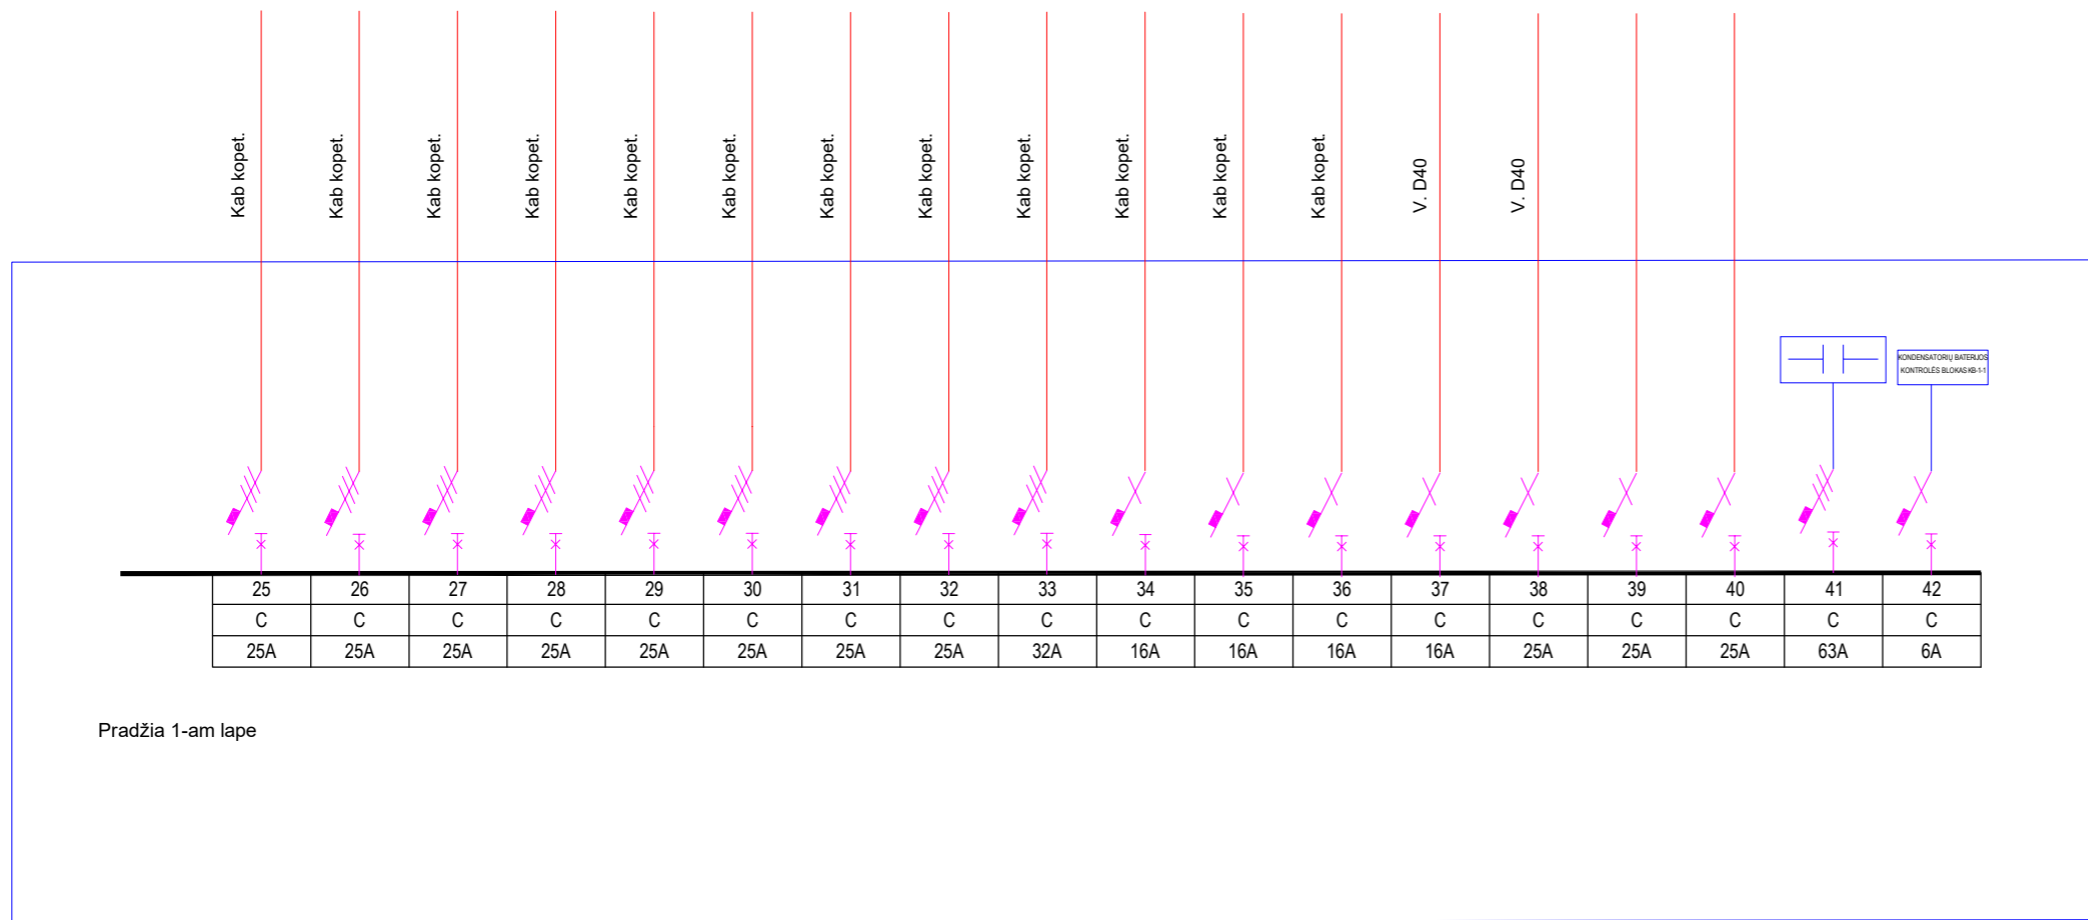 Kab kopet.
Kab kopet.
Kab kopet.
Kab kopet.
Kab kopet.
Kab kopet.
Kab kopet.
Kab kopet.
Kab kopet.
Kab kopet.
Kab kopet.
Kab kopet.
V. D40
V. D40
KONDENSATORIŲ BATERIJOS
KONTROLĖS BLOKAS KB-1-1
25 26 27 28 29 30 31 32 33 34 35 36 37 38 39 40 41 42
C C C C C C C C C C C C C C C C C C
25A 25A 25A 25A 25A 25A 25A 25A 32A 16A 16A 16A 16A 25A 25A 25A 63A 6A
Pradžia 1-am lape